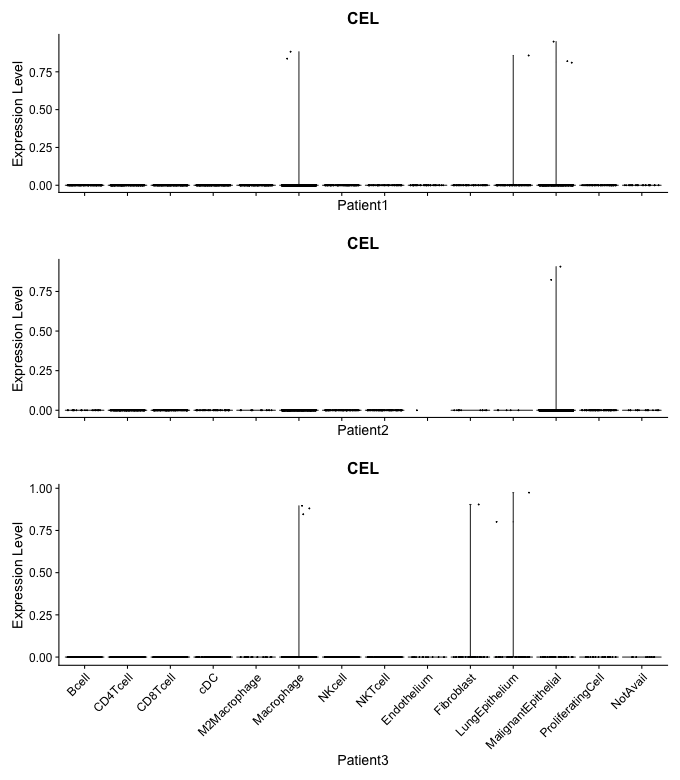 CEL
Expression Level
0.75
0.50
0.25
0.00
Patient1
CEL
Expression Level
0.75
0.50
0.25
0.00
Patient2
CEL
Expression Level
1.00
0.75
0.50
0.25
0.00
Bcell
CD4Tcell
CD8Tcell
cDC
M2Macrophage
Macrophage
NKcell
NKTcell
Endothelium
Fibroblast
LungEpithelium
MalignantEpithelial
ProliferatingCell
NotAvail
Patient3